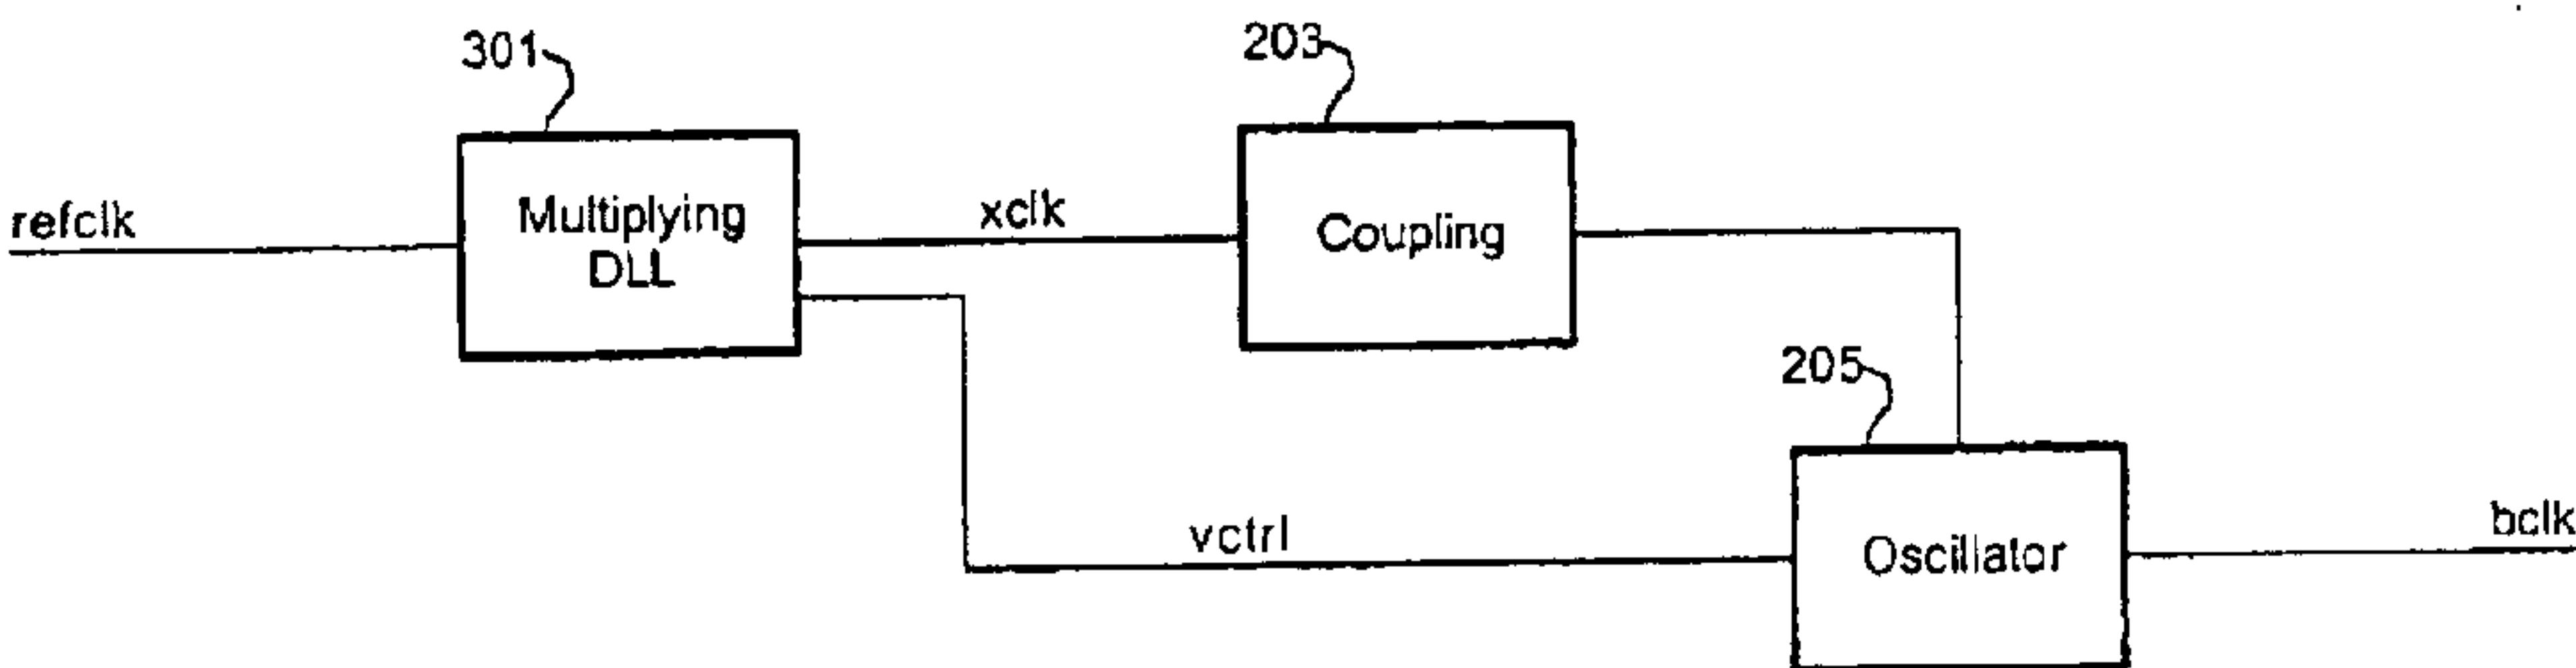 301
203
refclk
Multiplying
DLL
xclk
Coupling
205
vctrl
Oscillator
bclk